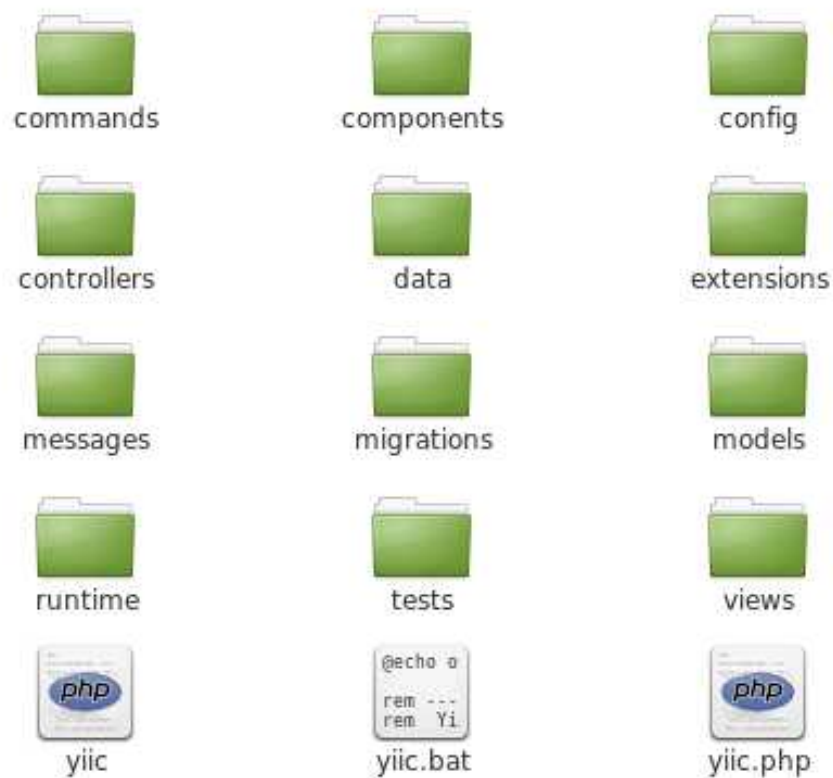 commands components config
controllers data extensions
messages migrations models
runtime tests views
php
@echo o
rem ---
rem Yi
php
yiic yiic.bat yiic.php